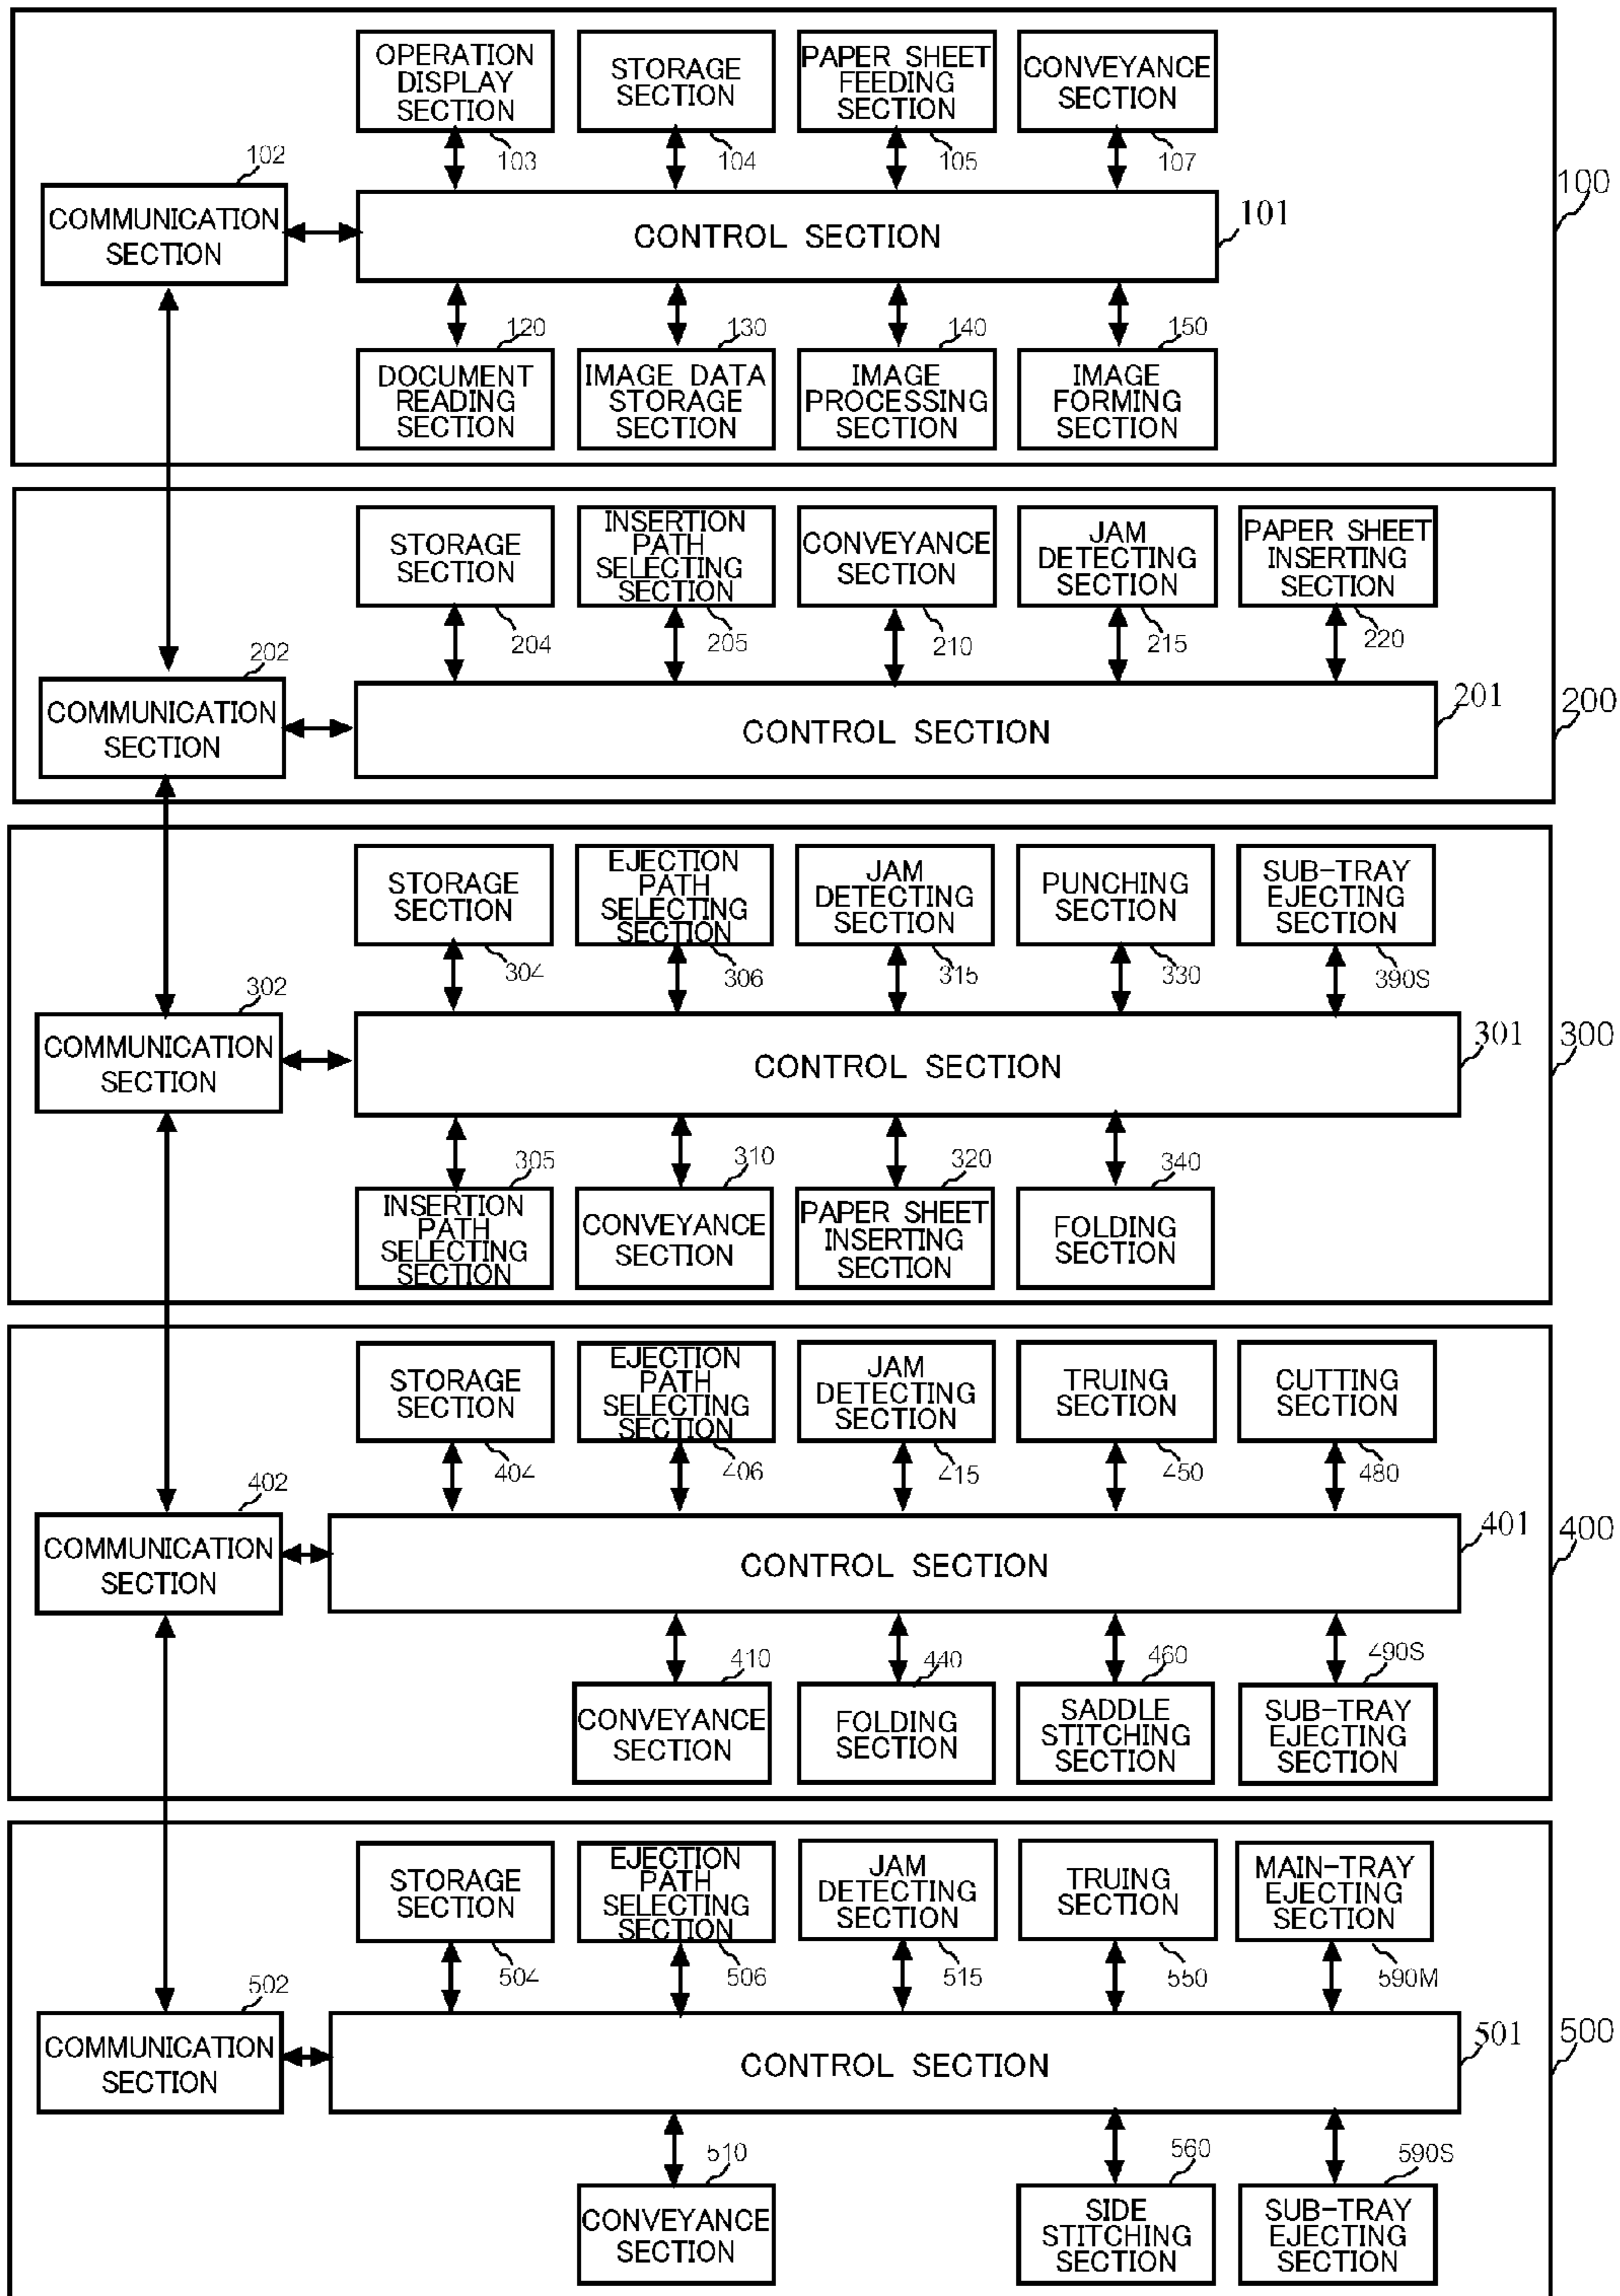 OPERATION
DISPLAY
SECTION
103
STORAGE
SECTION
104
PAPER SHEET
FEEDING
SECTION
105
CONVEYANCE
SECTION
107
102
COMMUNICATION
SECTION
CONTROL SECTION
101
100
120
DOCUMENT
READING
SECTION
130
IMAGE DATA
STORAGE
SECTION
140
IMAGE
PROCESSING
SECTION
150
IMAGE
FORMING
SECTION
STORAGE
SECTION
204
INSERTION
PATH
SELECTING
SECTION
205
CONVEYANCE
SECTION
210
JAM
DETECTING
SECTION
215
PAPER SHEET
INSERTING
SECTION
220
202
COMMUNICATION
SECTION
CONTROL SECTION
201
200
STORAGE
SECTION
304
EJECTION
PATH
SELECTING
SECTION
306
JAM
DETECTING
SECTION
315
PUNCHING
SECTION
330
SUB-TRAY
EJECTING
SECTION
390S
302
COMMUNICATION
SECTION
CONTROL SECTION
301
300
305
INSERTION
PATH
SELECTING
SECTION
310
CONVEYANCE
SECTION
320
PAPER SHEET
INSERTING
SECTION
340
FOLDING
SECTION
STORAGE
SECTION
404
EJECTION
PATH
SELECTING
SECTION
406
JAM
DETECTING
SECTION
415
TRUING
SECTION
450
CUTTING
SECTION
480
402
COMMUNICATION
SECTION
CONTROL SECTION
401
400
410
CONVEYANCE
SECTION
440
FOLDING
SECTION
460
SADDLE
STITCHING
SECTION
490S
SUB-TRAY
EJECTING
SECTION
STORAGE
SECTION
504
EJECTION
PATH
SELECTING
SECTION
506
JAM
DETECTING
SECTION
515
TRUING
SECTION
550
MAIN-TRAY
EJECTING
SECTION
590M
502
COMMUNICATION
SECTION
CONTROL SECTION
501
500
510
CONVEYANCE
SECTION
560
SIDE
STITCHING
SECTION
590S
SUB-TRAY
EJECTING
SECTION